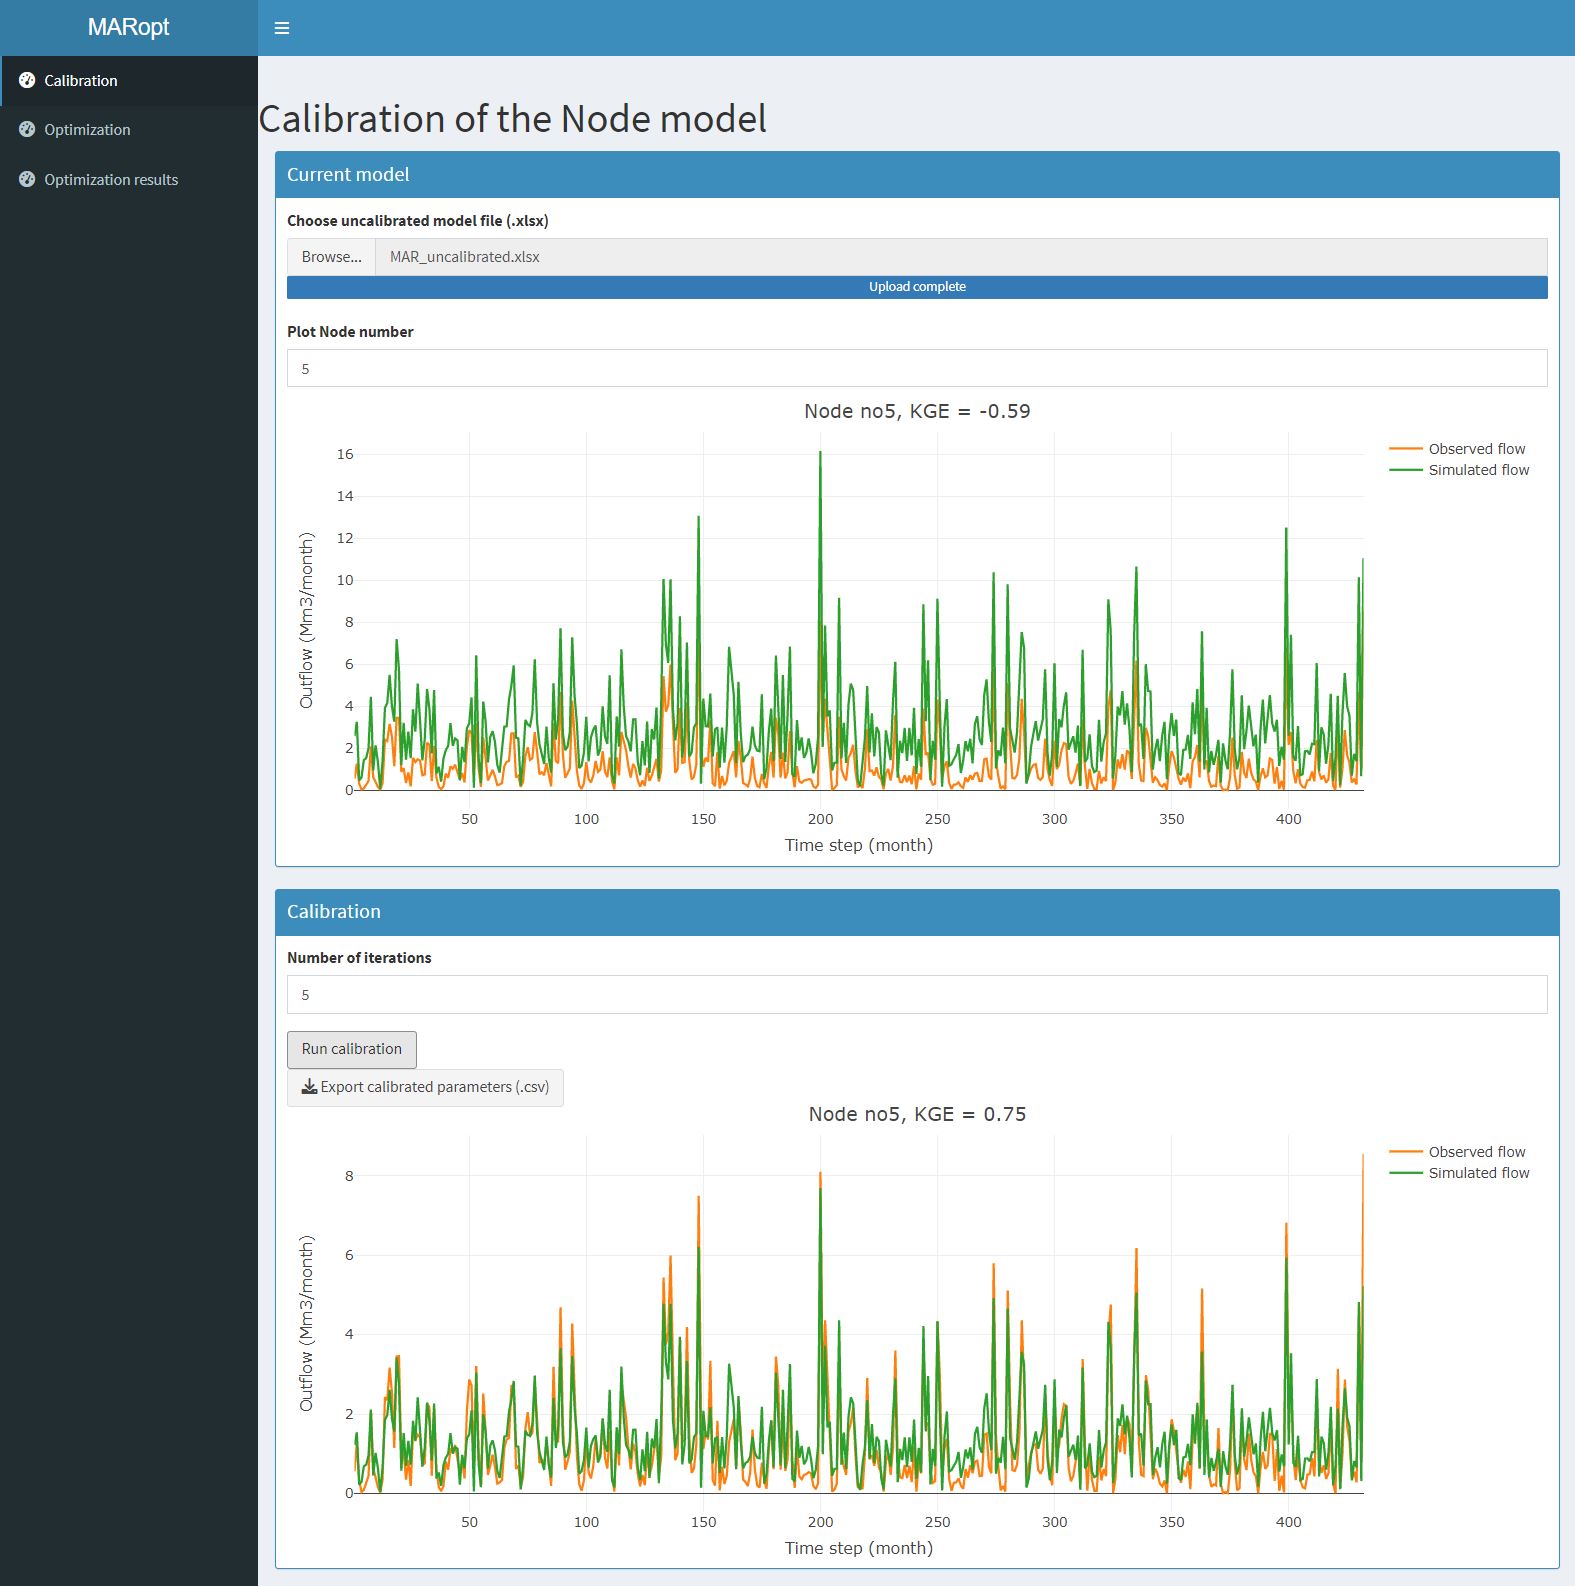 MARopt
Calibration
Optimization
Optimization results
Calibration of the Node model
Current model
Choose uncalibrated model file (.xlsx)
Browse... MAR_uncalibrated.xlsx
Upload complete
Plot Node number
5
Node no5, KGE = -0.59
Observed flow
Simulated flow
16
14
12
10
8
6
4
2
0
Outflow (Mm3/month)
50 100 150 200 250 300 350 400
Time step (month)
Calibration
Number of iterations
5
Run calibration
Export calibrated parameters (.csv)
Node no5, KGE = 0.75
Observed flow
Simulated flow
8
6
4
2
0
Outflow (Mm3/month)
50 100 150 200 250 300 350 400
Time step (month)